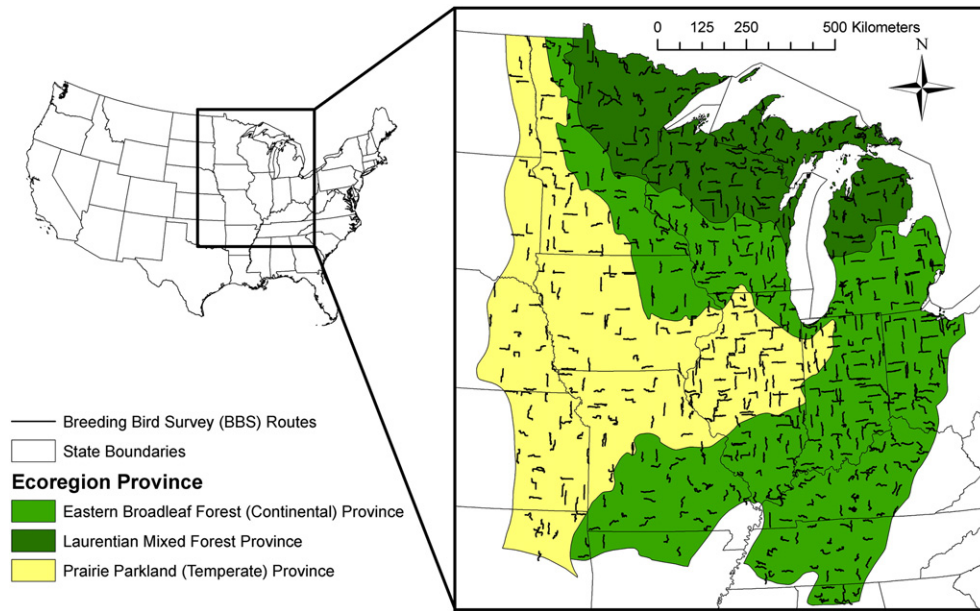 0 125 250 500 Kilometers
N
Breeding Bird Survey (BBS) Routes
State Boundaries
Ecoregion Province
Eastern Broadleaf Forest (Continental) Province
Laurentian Mixed Forest Province
Prairie Parkland (Temperate) Province